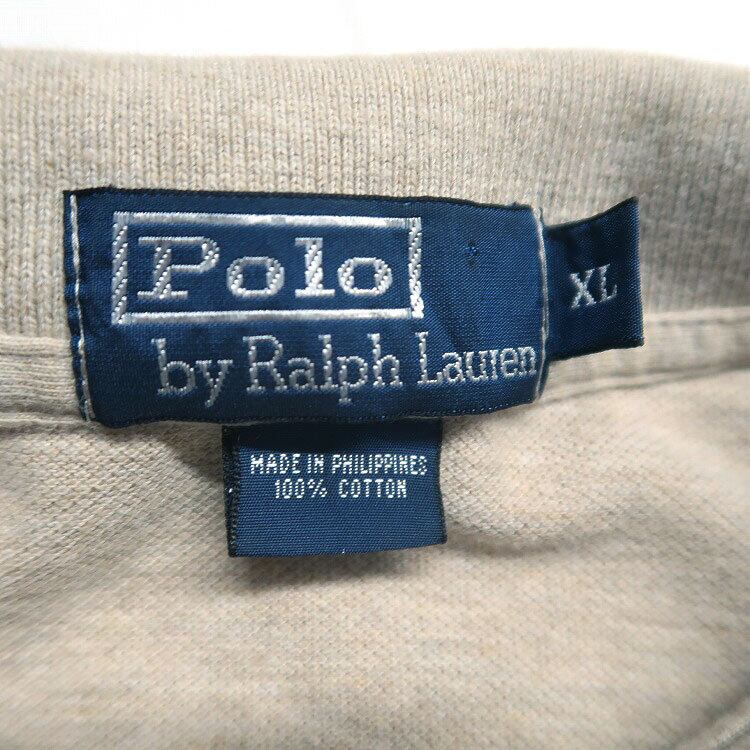 Polo
by Ralph Lauren
XL
MADE IN PHILIPPINES
100% COTTON